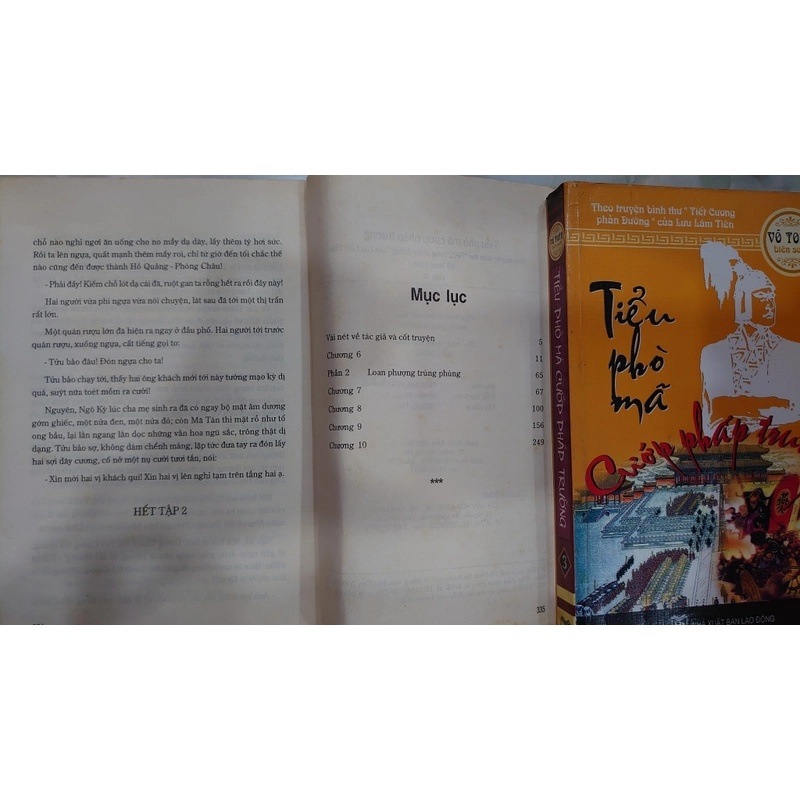 chỗ nào nghỉ ngơi ăn uống cho no mấy dạ dày, lấy thêm tý hơi sức.
Rồi ta lên ngựa, quất mạnh thêm mấy roi, chỉ từ giờ đến tối chắc thế
nào cũng đến được thành Hồ Quảng - Phòng Châu!
- Phải đấy! Kiếm chỗ lót dạ cái đã, ruột gan ta rỗng hết ra rồi đây này!
Hai người vừa phi ngựa vừa nói chuyện, lát sau đã tới một thị trấn
rất lớn.
Một quán rượu lớn đã hiện ra ngay ở đầu phố. Hai người tới trước
quán rượu, xuống ngựa, cất tiếng gọi to:
- Tửu bảo đâu! Đón ngựa cho ta!
Tửu bảo chạy tới, thấy hai ông khách mới tới này tướng mạo kỳ dị
quá, suýt nữa toét mồm ra cười!
Nguyên, Ngô Kỳ lúc cha mẹ sinh ra đã có ngay bộ mặt âm dương
gớm ghiếc, một nửa đen, một nửa đỏ; còn Mã Tán thì mặt rỗ như tổ
ong bầu, lại lằn ngang lằn dọc những vân hoa ngũ sắc, trông thật dị
dạng. Tửu bảo sợ, không dám chểnh mảng, lập tức đưa tay ra đón lấy
hai sợi dây cương, cố nở một nụ cười tươi tắn, nói:
- Xin mời hai vị khách quí! Xin hai vị lên nghỉ tạm trên tầng hai ạ.
HẾT TẬP 2
Mục lục
Vài nét về tác giả và cốt truyện 5
Chương 6 11
Phần 2 Loan phượng trùng phùng 65
Chương 7 67
Chương 8 100
Chương 9 156
Chương 10 249
***
335
Theo truyện bình thư "Tiết Cương
phản Đường" của Lưu Lâm Tiên
biên so
Tiểu
phò
mã
Cướp pháp trư
TIỂU PHÒ MÃ CƯỚP PHÁP TRƯỜNG
3
NHÀ XUẤT BẢN LAO ĐỘNG